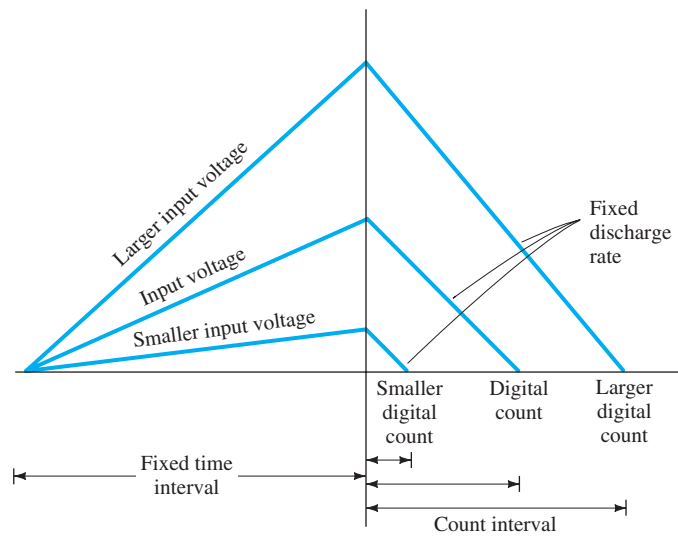 Larger input voltage
Input voltage
Smaller input voltage
Fixed
discharge
rate
Smaller
digital
count
Digital
count
Larger
digital
count
Fixed time
interval
Count interval